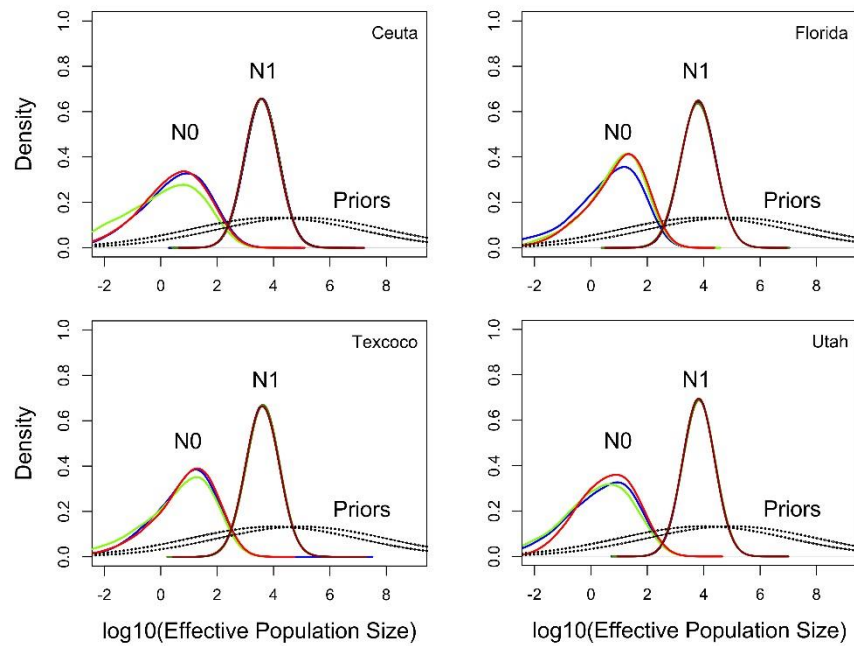 1.0
0.8
0.6
0.4
0.2
0.0
Density
Ceuta
N1
N0
Priors
-2 0 2 4 6 8
1.0
0.8
0.6
0.4
0.2
0.0
Florida
N1
N0
Priors
-2 0 2 4 6 8
1.0
0.8
0.6
0.4
0.2
0.0
Density
Texcoco
N1
N0
Priors
-2 0 2 4 6 8
log10(Effective Population Size)
1.0
0.8
0.6
0.4
0.2
0.0
Utah
N1
N0
Priors
-2 0 2 4 6 8
log10(Effective Population Size)